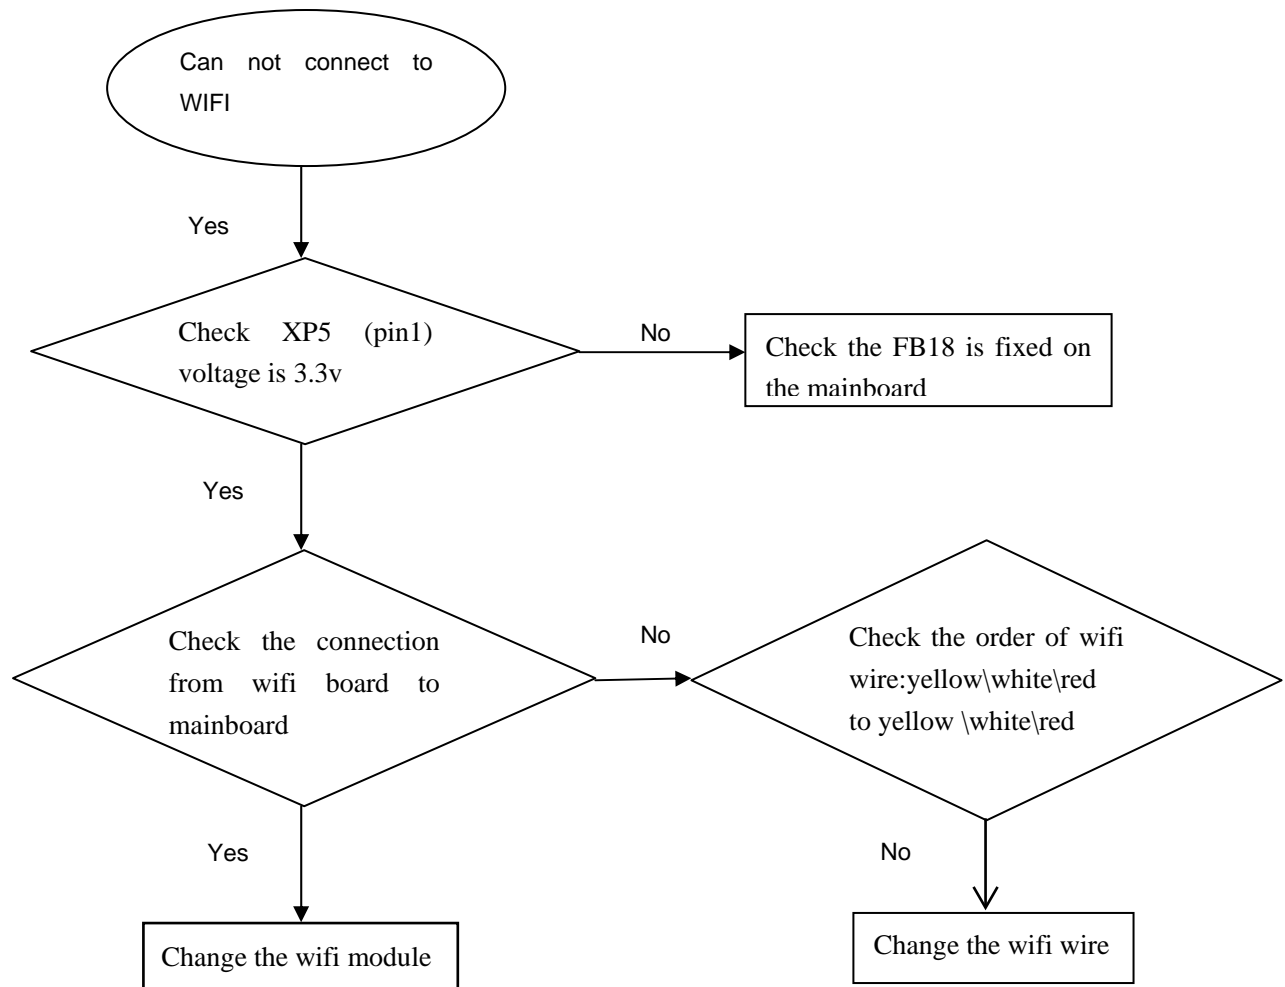 Can not connect to
WIFI
Yes
Check XP5 (pin1)
voltage is 3.3v
No
Check the FB18 is fixed on
the mainboard
Yes
Check the connection
from wifi board to
mainboard
No
Check the order of wifi
wire:yellow\white\red
to yellow \white\red
Yes
No
Change the wifi module
Change the wifi wire